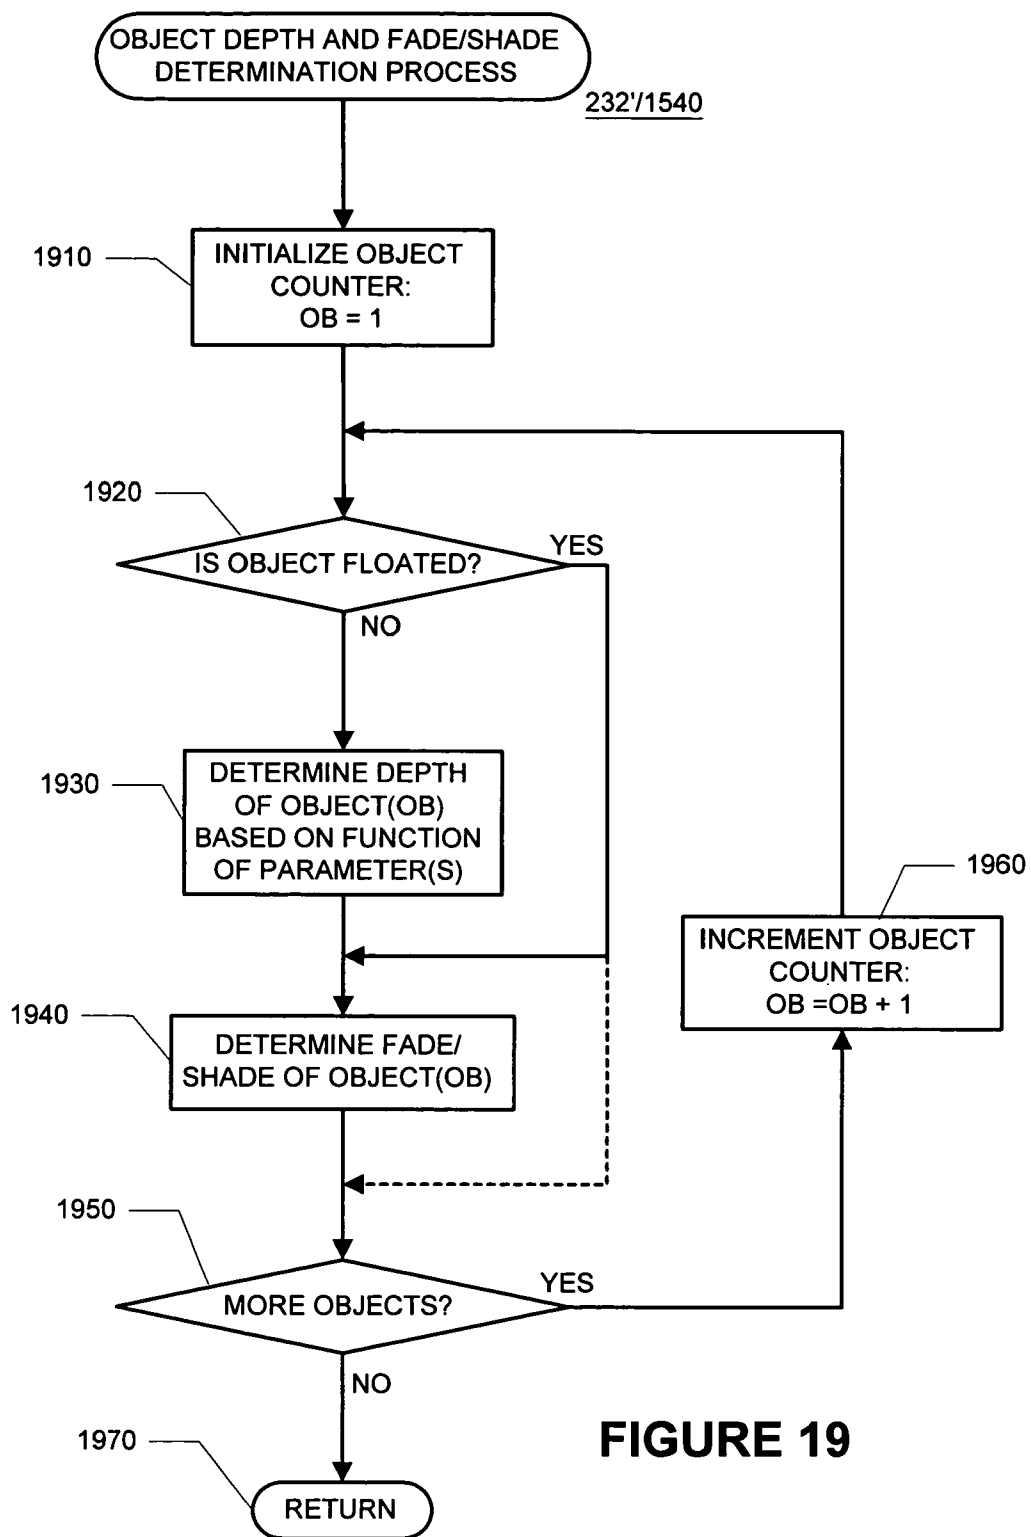 OBJECT DEPTH AND FADE/SHADE
DETERMINATION PROCESS
232'/1540
1910
INITIALIZE OBJECT
COUNTER:
OB = 1
1920
IS OBJECT FLOATED?
YES
NO
1930
DETERMINE DEPTH
OF OBJECT(OB)
BASED ON FUNCTION
OF PARAMETER(S)
1960
INCREMENT OBJECT
COUNTER:
OB =OB + 1
1940
DETERMINE FADE/
SHADE OF OBJECT(OB)
1950
MORE OBJECTS?
YES
NO
1970
RETURN
FIGURE 19